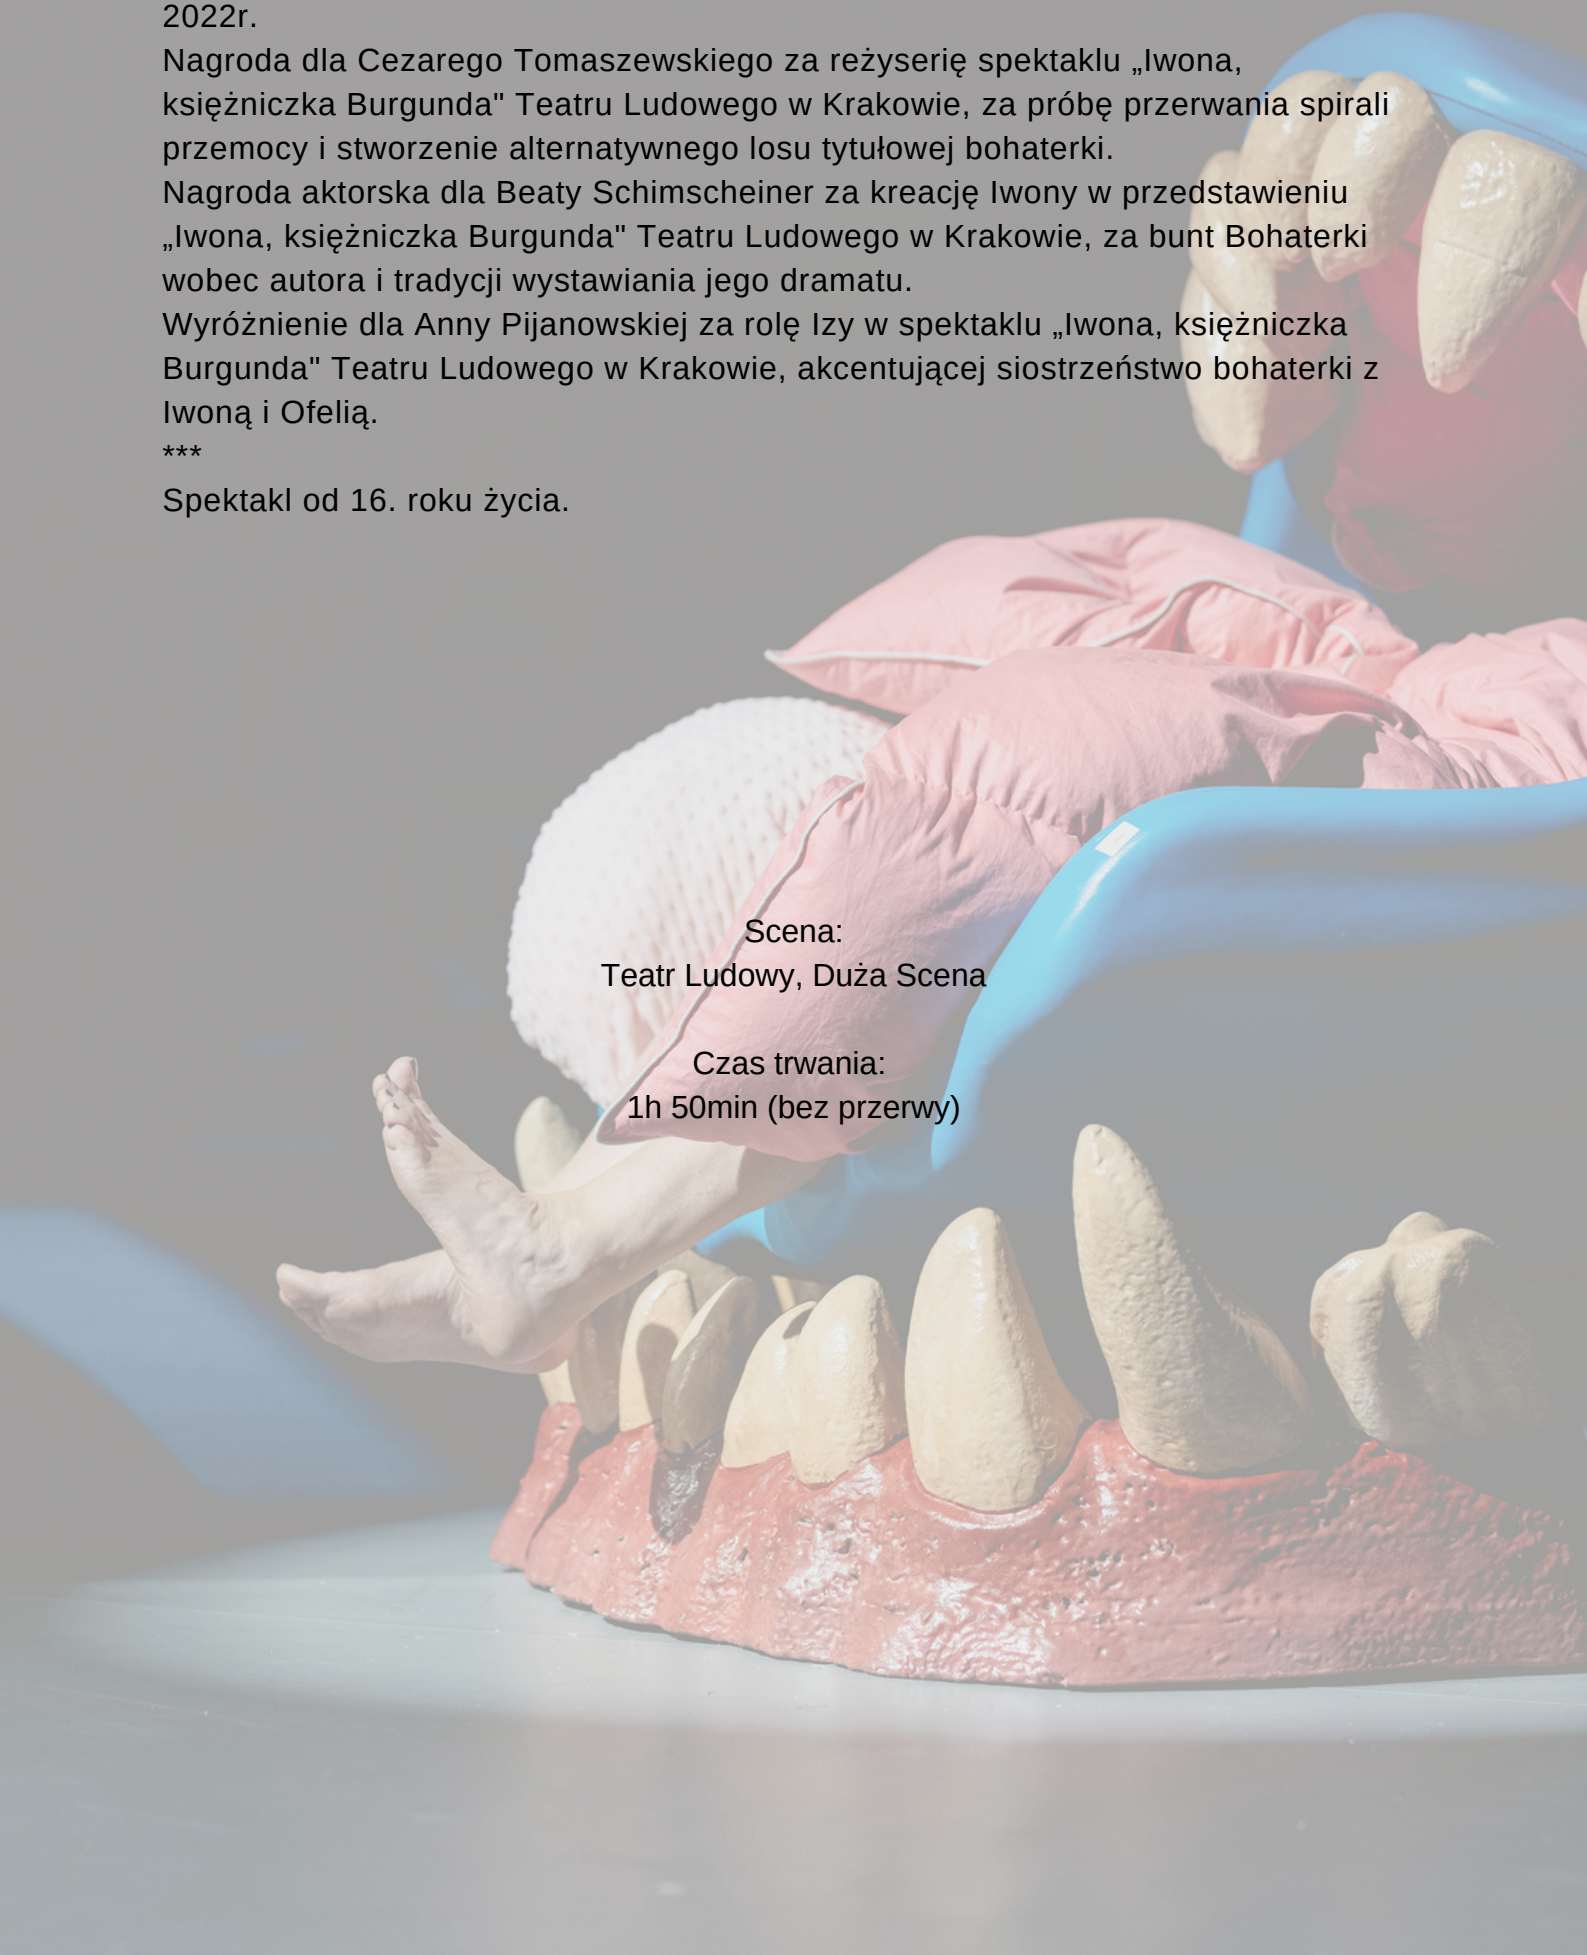 2022r.
Nagroda dla Cezarego Tomaszewskiego za reżyserię spektaklu „Iwona,
księżniczka Burgunda" Teatru Ludowego w Krakowie, za próbę przerwania spirali
przemocy i stworzenie alternatywnego losu tytułowej bohaterki.
Nagroda aktorska dla Beaty Schimscheiner za kreację Iwony w przedstawieniu
„Iwona, księżniczka Burgunda" Teatru Ludowego w Krakowie, za bunt Bohaterki
wobec autora i tradycji wystawiania jego dramatu.
Wyróżnienie dla Anny Pijanowskiej za rolę Izy w spektaklu „Iwona, księżniczka
Burgunda" Teatru Ludowego w Krakowie, akcentującej siostrzeństwo bohaterki z
Iwoną i Ofelią.
***
Spektakl od 16. roku życia.
Scena:
Teatr Ludowy, Duża Scena
Czas trwania:
1h 50min (bez przerwy)